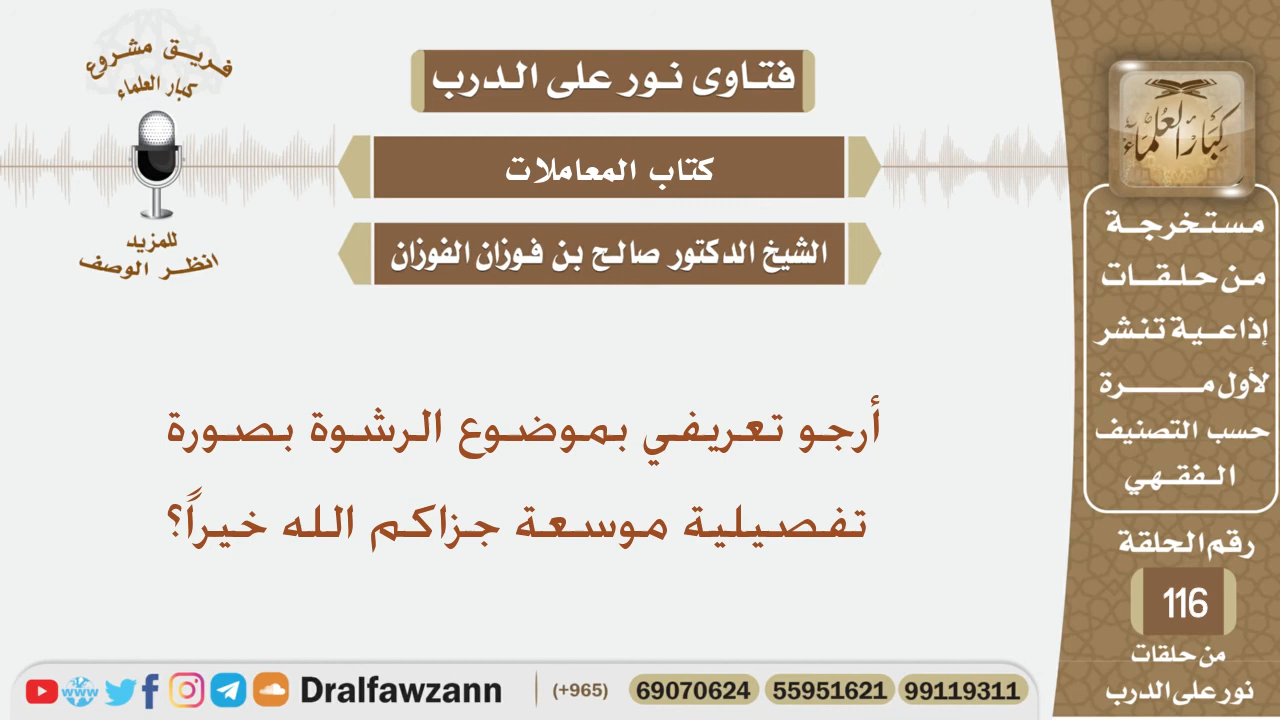 فريق مشروع
كبار العلماء
للمزيد
انظر الوصف
فتاوى نور على الدرب
كتاب المعاملات
الشيخ الدكتور صالح بن فوزان الفوزان
أرجو تعريفي بموضوع الرشوة بصورة
تفصيلية موسعة جزاكم الله خيراً؟
كبار العلماء
مستخرجة
من حلقات
إذاعية تنشر
لأول مرة
حسب التصنيف
الفقهي
رقم الحلقة
116
من حلقات
نور على الدرب
www Dralfawzann (+965) 69070624 55951621 99119311